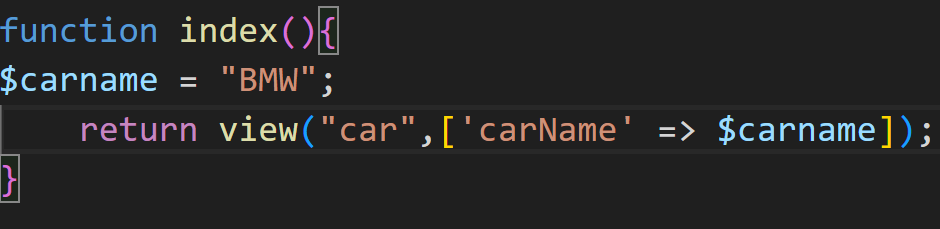 function index(){
$carname = "BMW";
    return view("car",['carName' => $carname]);
}